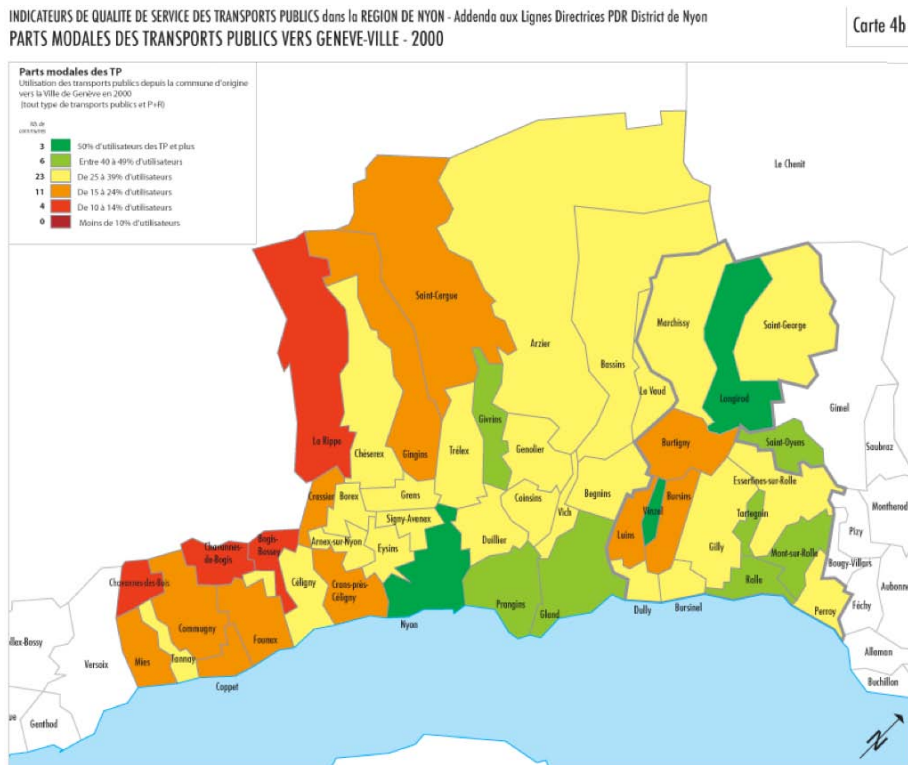 INDICATEURS DE QUALITE DE SERVICE DES TRANSPORTS PUBLICS dans la REGION DE NYON - Addenda aux Lignes Directrices PDR District de Nyon
PARTS MODALES DES TRANSPORTS PUBLICS VERS GENEVE-VILLE - 2000
Carte 4b
Parts modales des TP
Utilisation des transports publics depuis la commune d'origine
vers la Ville de Genève en 2000
(tout type de transports publics et P+R)
Nb de
communes
3 50% d'utilisateurs des TP et plus
6 Entre 40 à 49% d'utilisateurs
23 De 25 à 39% d'utilisateurs
11 De 15 à 24% d'utilisateurs
4 De 10 à 14% d'utilisateurs
0 Moins de 10% d'utilisateurs
Le Chenit
Saint-Cergue
Marchissy
Saint-George
Arzier
Bassins
Le Vaud
Longirod
Gimel
Givrins
La Rippe
Burtigny
Saint-Oyens
Saubraz
Chéserex
Gingins
Trélex
Genolier
Essertines-sur-Rolle
Crassier
Borex
Grens
Coinsins
Begnins
Vinzel
Bursins
Tartegnin
Montherod
Signy-Avenex
Vich
Luins
Pizy
Chavannes-
de-Bogis
Bogis-
Bossey
Arnex-sur-Nyon
Eysins
Duillier
Gilly
Mont-sur-Rolle
Bougy-Villars
Chavannes-des-Bois
Céligny
Crans-près-
Céligny
Prangins
Gland
Rolle
Aubonne
Dully
Bursinel
Perroy
Féchy
Nyon
Commugny
Founex
Versoix
Mies
Tannay
Coppet
Allaman
Buchillon
Genthod
N